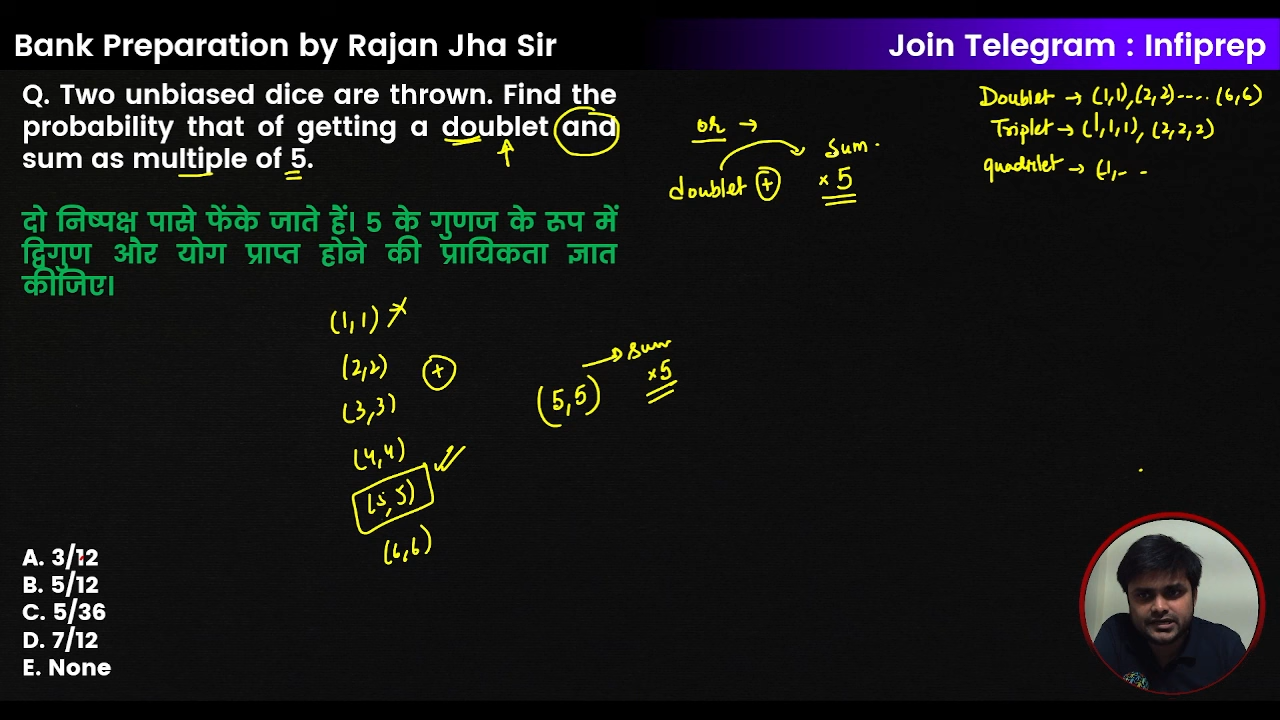 Bank Preparation by Rajan Jha Sir
Join Telegram : Infiprep
Q. Two unbiased dice are thrown. Find the
probability that of getting a doublet and
sum as multiple of 5.
दो निष्पक्ष पासे फेंके जाते हैं। 5 के गुणज के रूप में
द्विगुण और योग प्राप्त होने की प्रायिकता ज्ञात
कीजिए।
or →
doublet + sum. × 5
Doublet → (1,1),(2,2)---- (6,6)
Triplet → (1,1,1), (2,2,2)
quadrilet → (1,- -
(1,1) ×
(2,2) +
(3,3)
(4,4)
(5,5) ✓
(6,6)
(5,5) → sum ×5
A. 3/12
B. 5/12
C. 5/36
D. 7/12
E. None